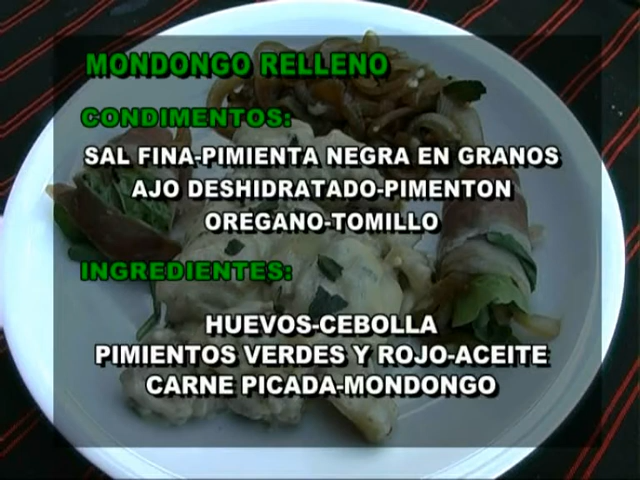 MONDONGO RELLENO
CONDIMENTOS:
SAL FINA-PIMIENTA NEGRA EN GRANOS
AJO DESHIDRATADO-PIMENTON
OREGANO-TOMILLO
INGREDIENTES:
HUEVOS-CEBOLLA
PIMIENTOS VERDES Y ROJO-ACEITE
CARNE PICADA-MONDONGO